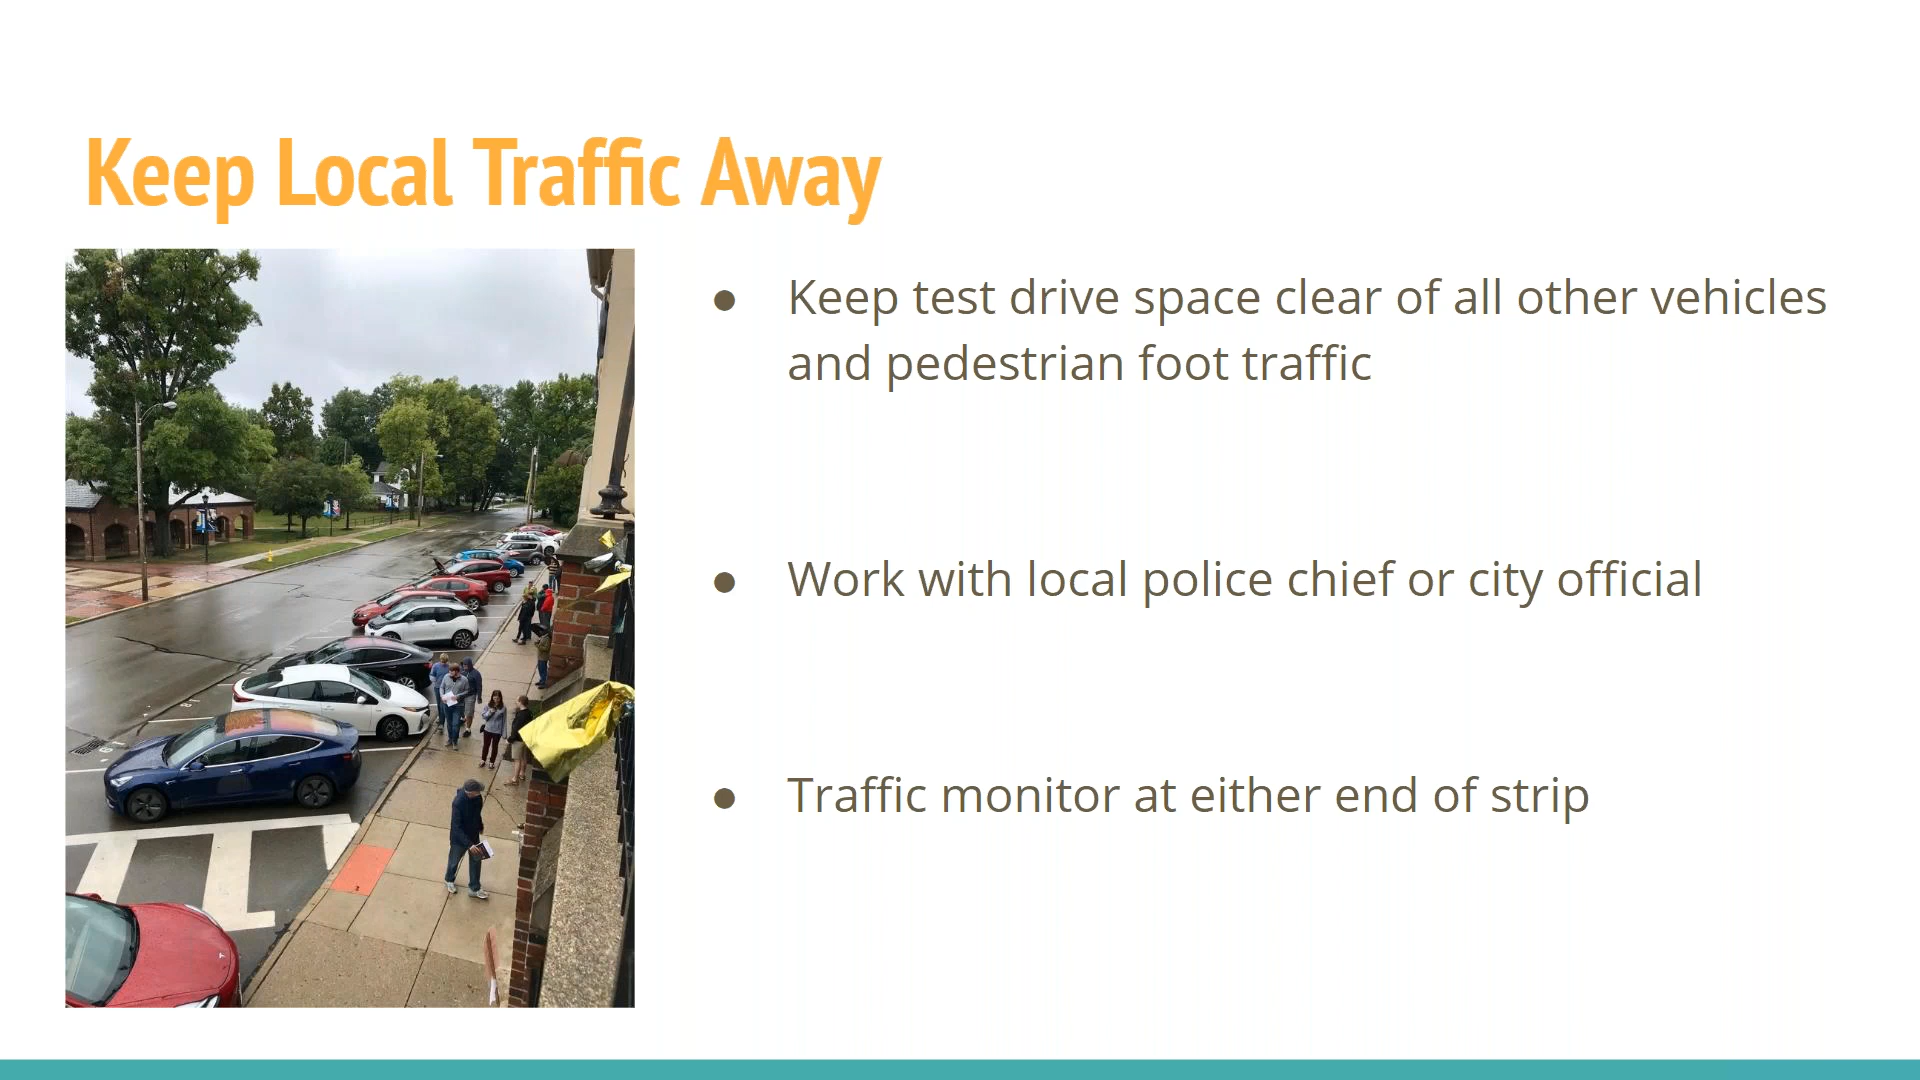 Keep Local Traffic Away
● Keep test drive space clear of all other vehicles
and pedestrian foot traffic
● Work with local police chief or city official
● Traffic monitor at either end of strip